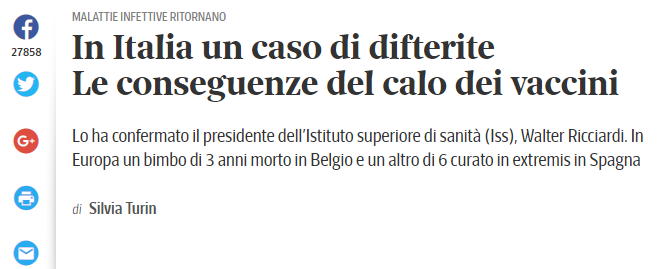 MALATTIE INFETTIVE RITORNANO
In Italia un caso di difterite
Le conseguenze del calo dei vaccini
27858
Lo ha confermato il presidente dell'Istituto superiore di sanità (Iss), Walter Ricciardi. In
Europa un bimbo di 3 anni morto in Belgio e un altro di 6 curato in extremis in Spagna
di Silvia Turin